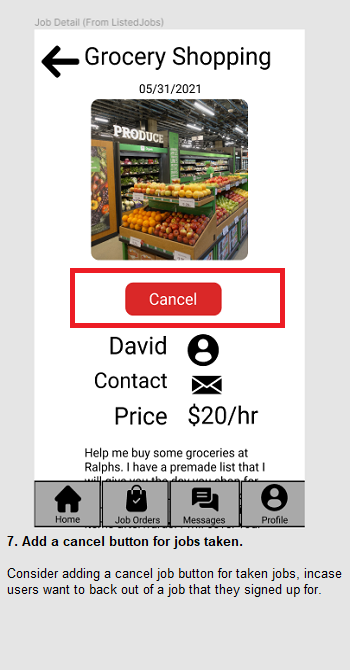 Job Detail (From ListedJobs)
Grocery Shopping
05/31/2021
PRODUCE
Cancel
David
Contact
Price $20/hr
Help me buy some groceries at
Ralphs. I have a premade list that I
will give you the day you shop for
Home Job Orders Messages Profile
7. Add a cancel button for jobs taken.
Consider adding a cancel job button for taken jobs, incase
users want to back out of a job that they signed up for.